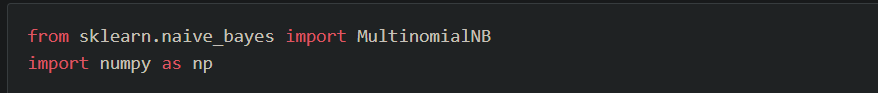 from sklearn.naive_bayes import MultinomialNB
import numpy as np